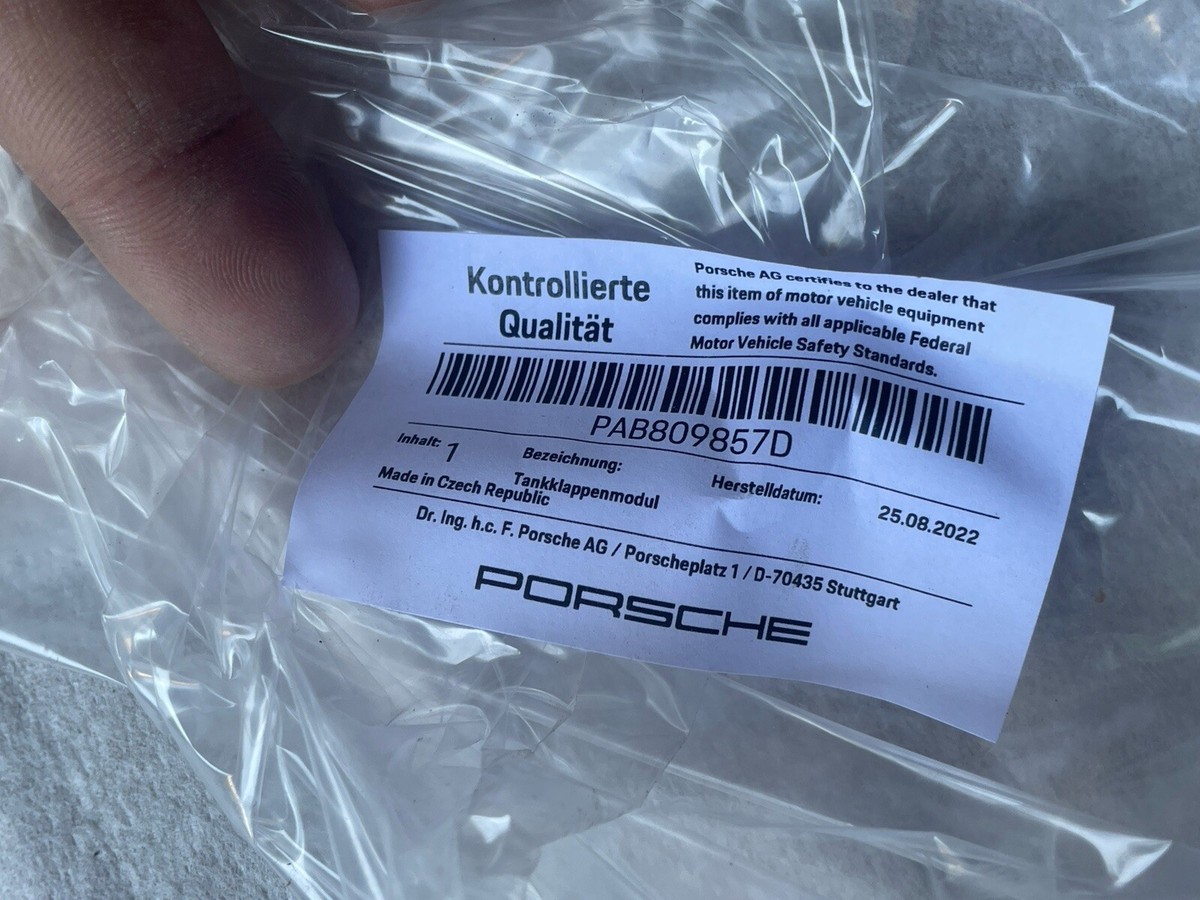 Kontrollierte
Qualität
Porsche AG certifies to the dealer that
this item of motor vehicle equipment
complies with all applicable Federal
Motor Vehicle Safety Standards.
PAB809857D
Inhalt: 1
Bezeichnung:
Tankklappenmodul
Herstelldatum:
25.08.2022
Made in Czech Republic
Dr. Ing. h.c. F. Porsche AG / Porscheplatz 1 / D-70435 Stuttgart
PORSCHE